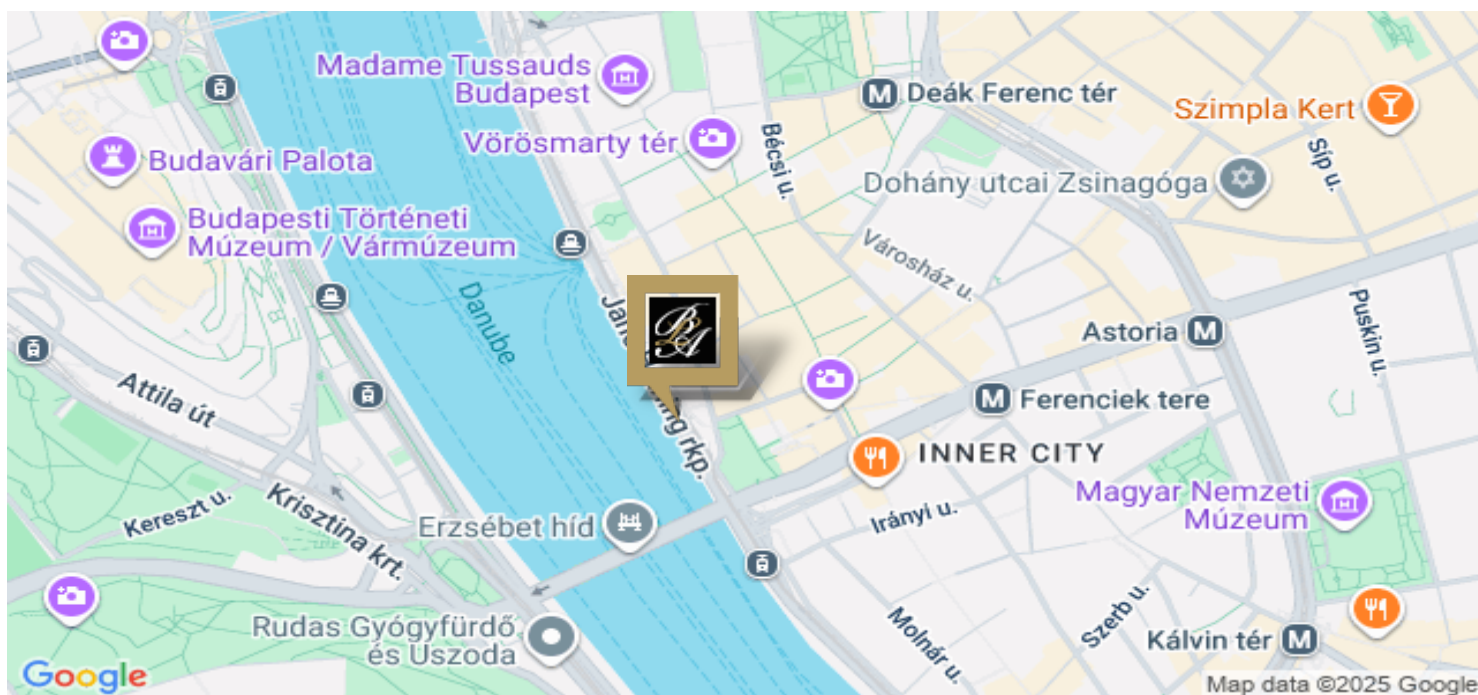 Madame Tussauds
Budapest
Deák Ferenc tér
Szimpla Kert
Vörösmarty tér
Bécsi u.
Síp u.
Budavári Palota
Dohány utcai Zsinagóga
Budapesti Történeti
Múzeum / Vármúzeum
Városház u.
Danube
Puskin u.
Astoria
Attila út
Ferenciek tere
rkp.
INNER CITY
Kereszt u.
Krisztina krt.
Erzsébet híd
Irányi u.
Magyar Nemzeti
Múzeum
Rudas Gyógyfürdő
és Uszoda
Molnár u.
Szerb u.
Kálvin tér
Google
Map data ©2025 Google